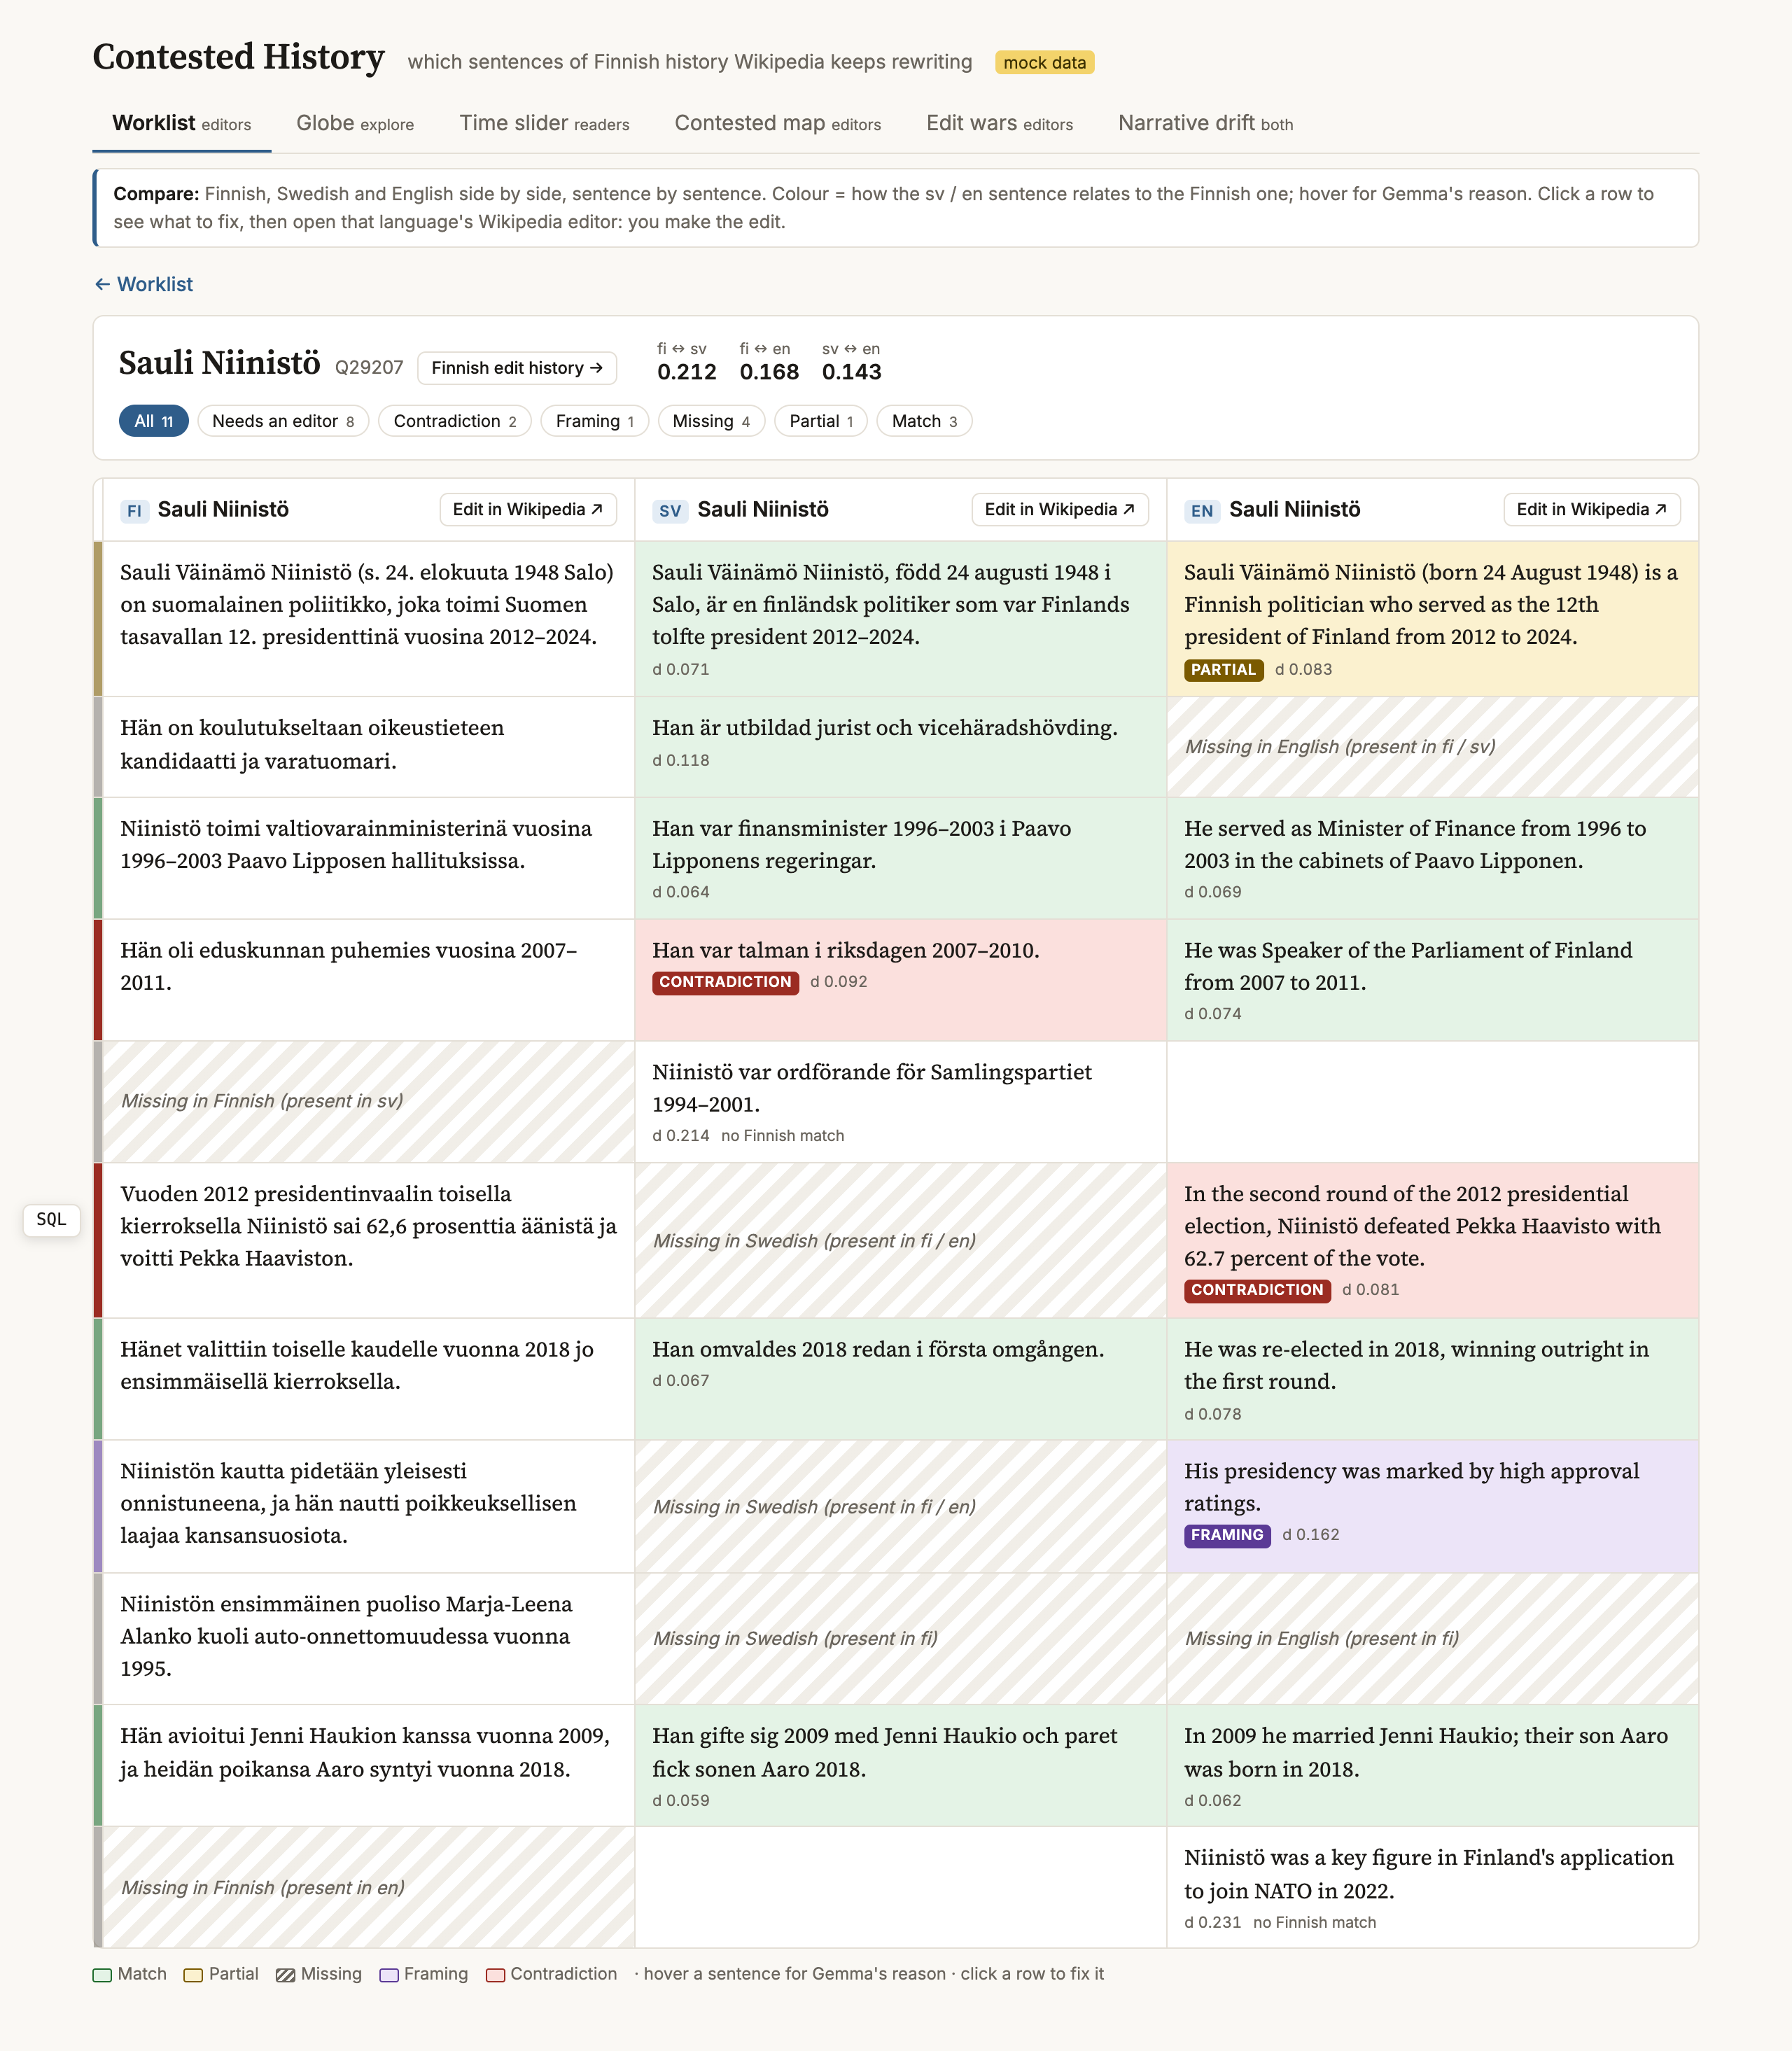 Contested History which sentences of Finnish history Wikipedia keeps rewriting mock data
Worklist editors Globe explore Time slider readers Contested map editors Edit wars editors Narrative drift both
Compare: Finnish, Swedish and English side by side, sentence by sentence. Colour = how the sv / en sentence relates to the Finnish one; hover for Gemma's reason. Click a row to
see what to fix, then open that language's Wikipedia editor: you make the edit.
← Worklist
Sauli Niinistö Q29207 Finnish edit history →
fi ↔ sv fi ↔ en sv ↔ en
0.212 0.168 0.143
All 11 Needs an editor 8 Contradiction 2 Framing 1 Missing 4 Partial 1 Match 3
FI Sauli Niinistö Edit in Wikipedia ↗
SV Sauli Niinistö Edit in Wikipedia ↗
EN Sauli Niinistö Edit in Wikipedia ↗
Sauli Väinämö Niinistö (s. 24. elokuuta 1948 Salo)
on suomalainen poliitikko, joka toimi Suomen
tasavallan 12. presidenttinä vuosina 2012–2024.
Sauli Väinämö Niinistö, född 24 augusti 1948 i
Salo, är en finländsk politiker som var Finlands
tolfte president 2012–2024.
d 0.071
Sauli Väinämö Niinistö (born 24 August 1948) is a
Finnish politician who served as the 12th
president of Finland from 2012 to 2024.
PARTIAL d 0.083
Hän on koulutukseltaan oikeustieteen
kandidaatti ja varatuomari.
Han är utbildad jurist och vicehäradshövding.
d 0.118
Missing in English (present in fi / sv)
Niinistö toimi valtiovarainministerinä vuosina
1996–2003 Paavo Lipposen hallituksissa.
Han var finansminister 1996–2003 i Paavo
Lipponens regeringar.
d 0.064
He served as Minister of Finance from 1996 to
2003 in the cabinets of Paavo Lipponen.
d 0.069
Hän oli eduskunnan puhemies vuosina 2007–
2011.
Han var talman i riksdagen 2007–2010.
CONTRADICTION d 0.092
He was Speaker of the Parliament of Finland
from 2007 to 2011.
d 0.074
Missing in Finnish (present in sv)
Niinistö var ordförande för Samlingspartiet
1994–2001.
d 0.214 no Finnish match
SQL
Vuoden 2012 presidentinvaalin toisella
kierroksella Niinistö sai 62,6 prosenttia äänistä ja
voitti Pekka Haaviston.
Missing in Swedish (present in fi / en)
In the second round of the 2012 presidential
election, Niinistö defeated Pekka Haavisto with
62.7 percent of the vote.
CONTRADICTION d 0.081
Hänet valittiin toiselle kaudelle vuonna 2018 jo
ensimmäisellä kierroksella.
Han omvaldes 2018 redan i första omgången.
d 0.067
He was re-elected in 2018, winning outright in
the first round.
d 0.078
Niinistön kautta pidetään yleisesti
onnistuneena, ja hän nautti poikkeuksellisen
laajaa kansansuosiota.
Missing in Swedish (present in fi / en)
His presidency was marked by high approval
ratings.
FRAMING d 0.162
Niinistön ensimmäinen puoliso Marja-Leena
Alanko kuoli auto-onnettomuudessa vuonna
1995.
Missing in Swedish (present in fi)
Missing in English (present in fi)
Hän avioitui Jenni Haukion kanssa vuonna 2009,
ja heidän poikansa Aaro syntyi vuonna 2018.
Han gifte sig 2009 med Jenni Haukio och paret
fick sonen Aaro 2018.
d 0.059
In 2009 he married Jenni Haukio; their son Aaro
was born in 2018.
d 0.062
Missing in Finnish (present in en)
Niinistö was a key figure in Finland's application
to join NATO in 2022.
d 0.231 no Finnish match
Match Partial Missing Framing Contradiction · hover a sentence for Gemma's reason · click a row to fix it